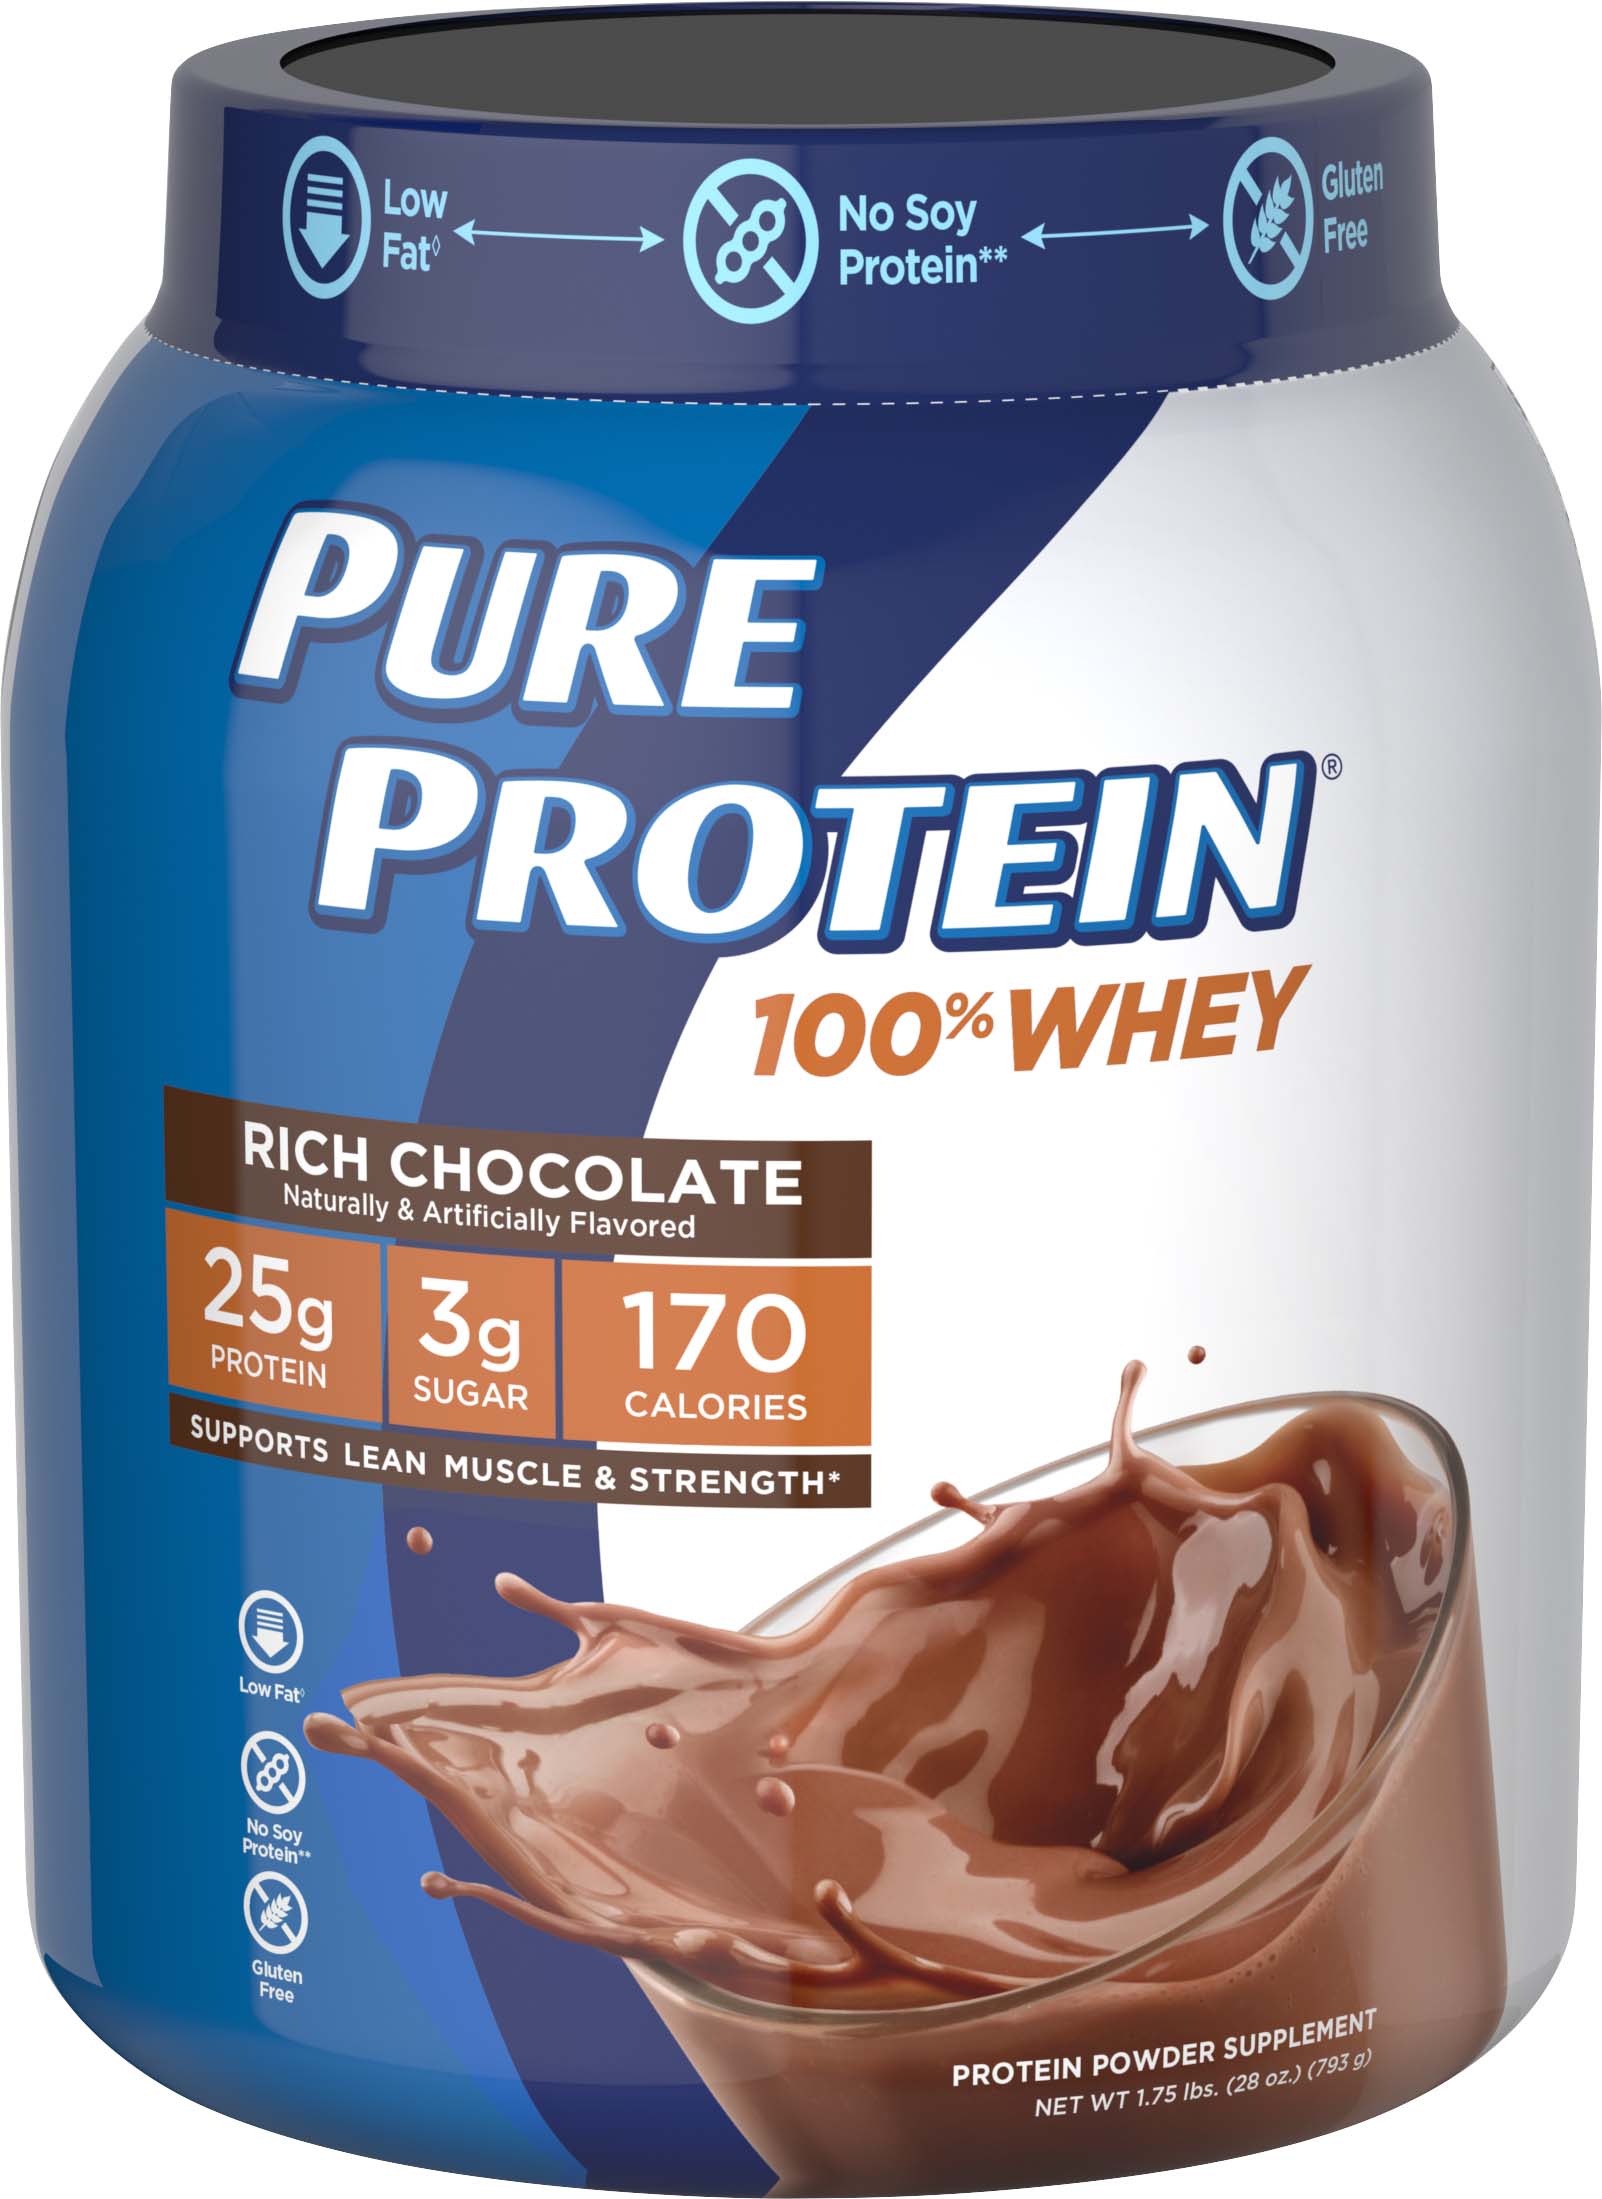 Low
Fat◊
No Soy
Protein**
Gluten
Free
PURE
PROTEIN®
100% WHEY
RICH CHOCOLATE
Naturally & Artificially Flavored
25g
PROTEIN
3g
SUGAR
170
CALORIES
SUPPORTS LEAN MUSCLE & STRENGTH*
Low Fat◊
No Soy
Protein**
Gluten
Free
PROTEIN POWDER SUPPLEMENT
NET WT 1.75 lbs. (28 oz.) (793 g)